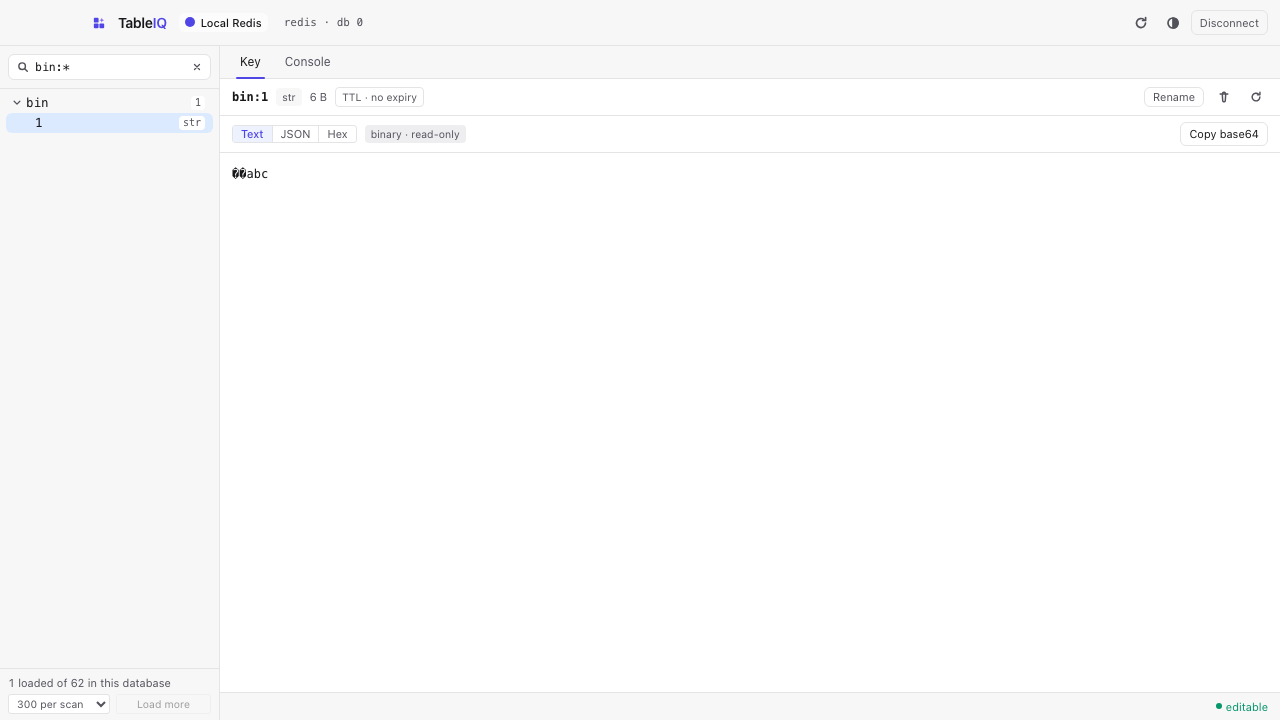 TableIQ Local Redis redis · db 0 Disconnect
bin:*
Key Console
bin 1
1 str
bin:1 str 6 B TTL · no expiry Rename
Text JSON Hex binary · read-only Copy base64
��abc
1 loaded of 62 in this database
300 per scan Load more
editable